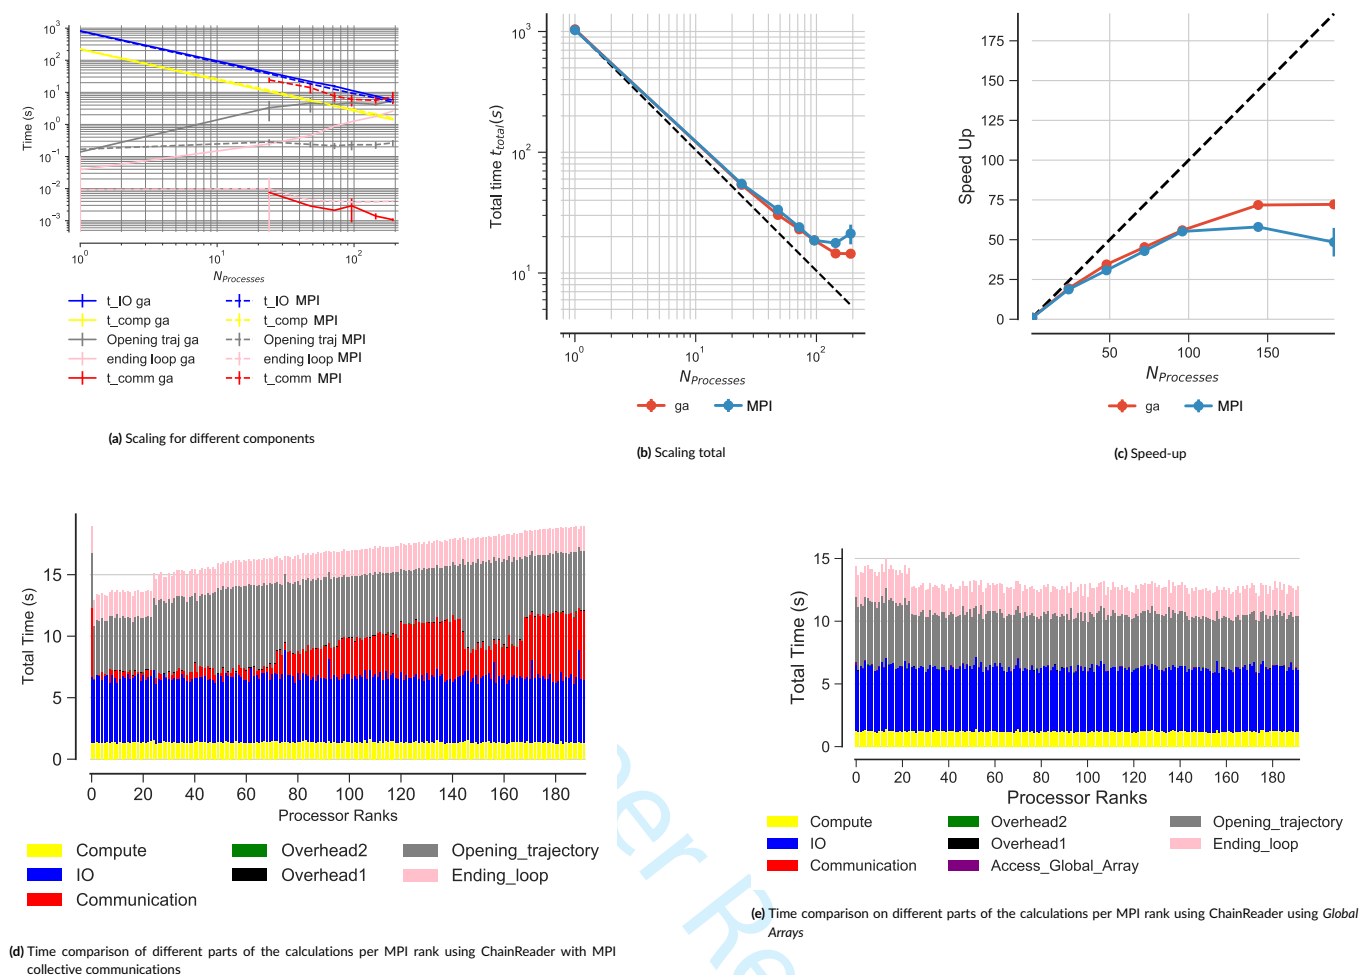 10^3
10^2
10^1
10^0
10^−1
10^−2
10^−3
Time (s)
10^0
10^1
10^2
N_Processes
t_IO ga
t_comp ga
Opening traj ga
ending loop ga
t_comm ga
t_IO MPI
t_comp MPI
Opening traj MPI
ending loop MPI
t_comm MPI
(a) Scaling for different components
10^3
10^2
10^1
Total time t_total(s)
10^0
10^1
10^2
N_Processes
ga
MPI
(b) Scaling total
175
150
125
100
75
50
25
0
Speed Up
50
100
150
N_Processes
ga
MPI
(c) Speed-up
15
10
5
0
Total Time (s)
0 20 40 60 80 100 120 140 160 180
Processor Ranks
Compute
IO
Communication
Overhead2
Overhead1
Opening_trajectory
Ending_loop
(d) Time comparison of different parts of the calculations per MPI rank using ChainReader with MPI
collective communications
15
10
5
0
Total Time (s)
0 20 40 60 80 100 120 140 160 180
Processor Ranks
Compute
IO
Communication
Overhead2
Overhead1
Access_Global_Array
Opening_trajectory
Ending_loop
(e) Time comparison on different parts of the calculations per MPI rank using ChainReader using Global
Arrays
er Re